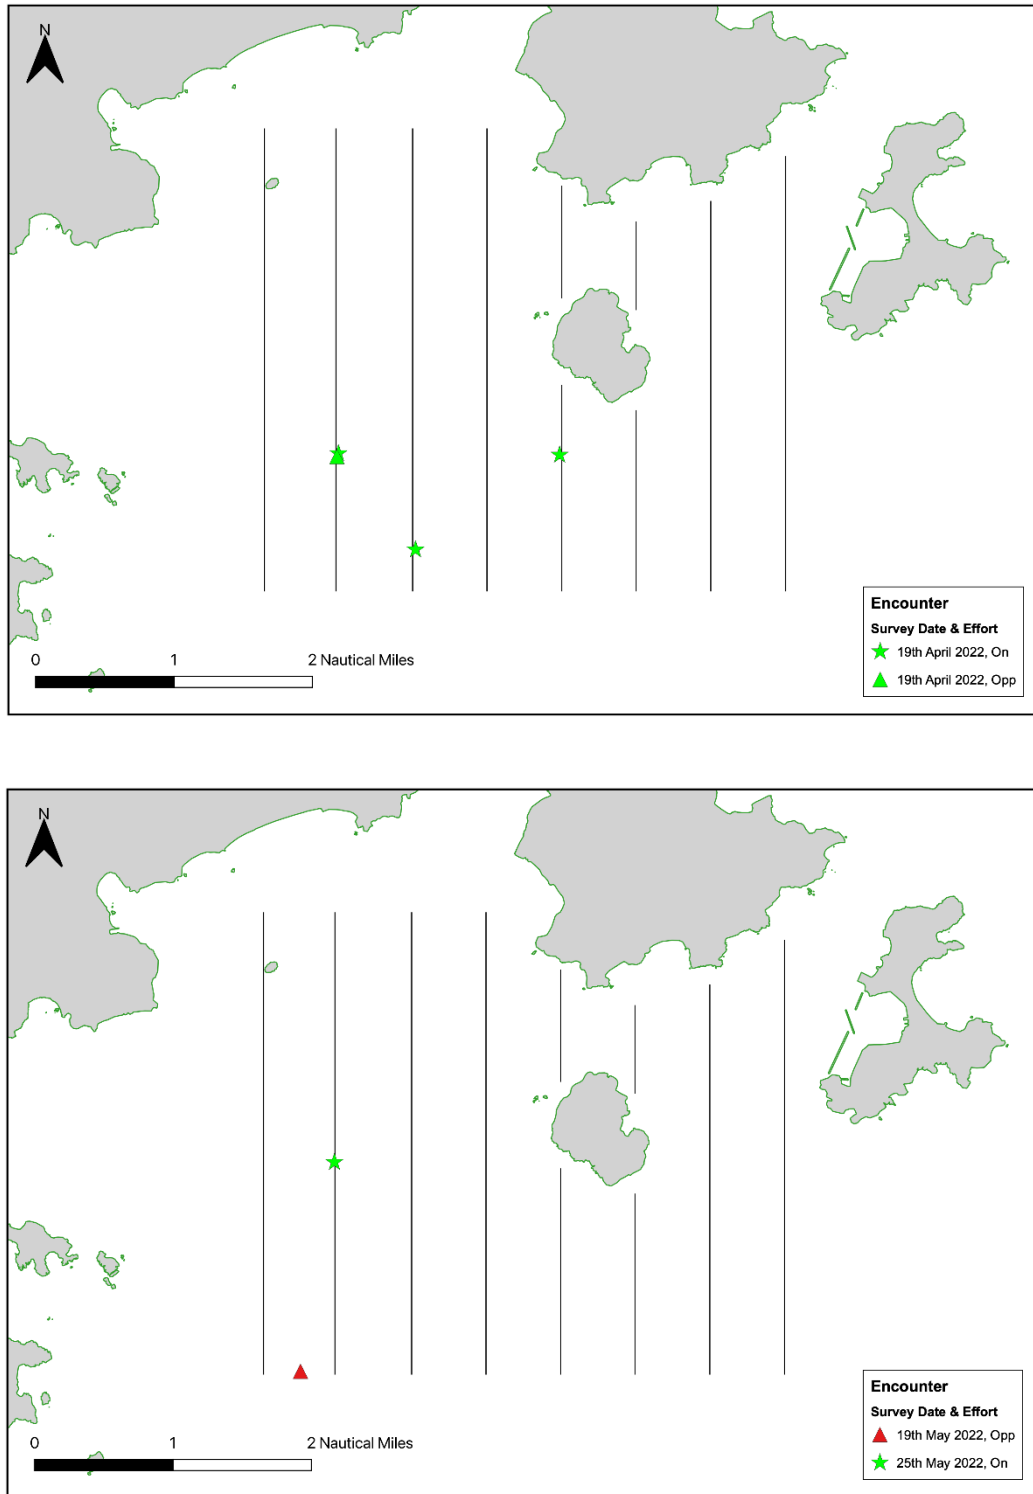 N
0 1 2 Nautical Miles
Encounter
Survey Date & Effort
19th April 2022, On
19th April 2022, Opp
N
0 1 2 Nautical Miles
Encounter
Survey Date & Effort
19th May 2022, Opp
25th May 2022, On